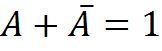 A + Ā = 1